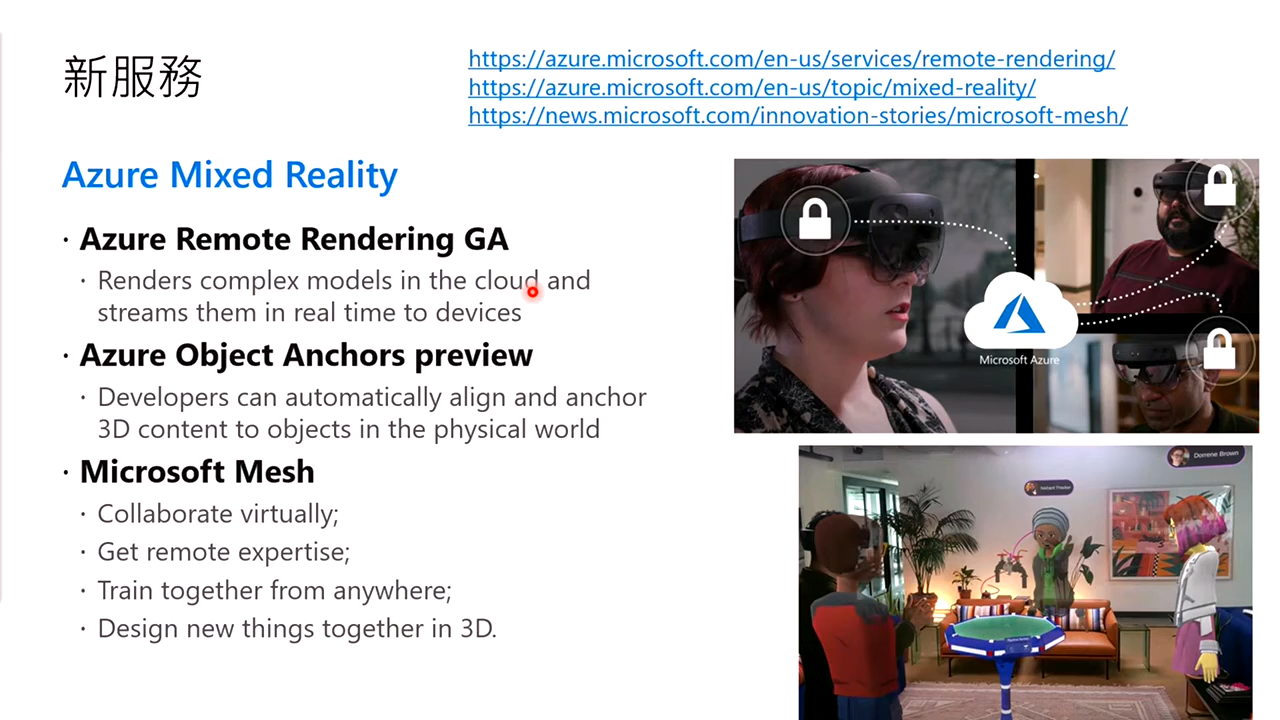 新服務
https://azure.microsoft.com/en-us/services/remote-rendering/
https://azure.microsoft.com/en-us/topic/mixed-reality/
https://news.microsoft.com/innovation-stories/microsoft-mesh/
Azure Mixed Reality
· Azure Remote Rendering GA
· Renders complex models in the cloud and
streams them in real time to devices
· Azure Object Anchors preview
· Developers can automatically align and anchor
3D content to objects in the physical world
· Microsoft Mesh
· Collaborate virtually;
· Get remote expertise;
· Train together from anywhere;
· Design new things together in 3D.
Microsoft Azure
Dorrene Brown